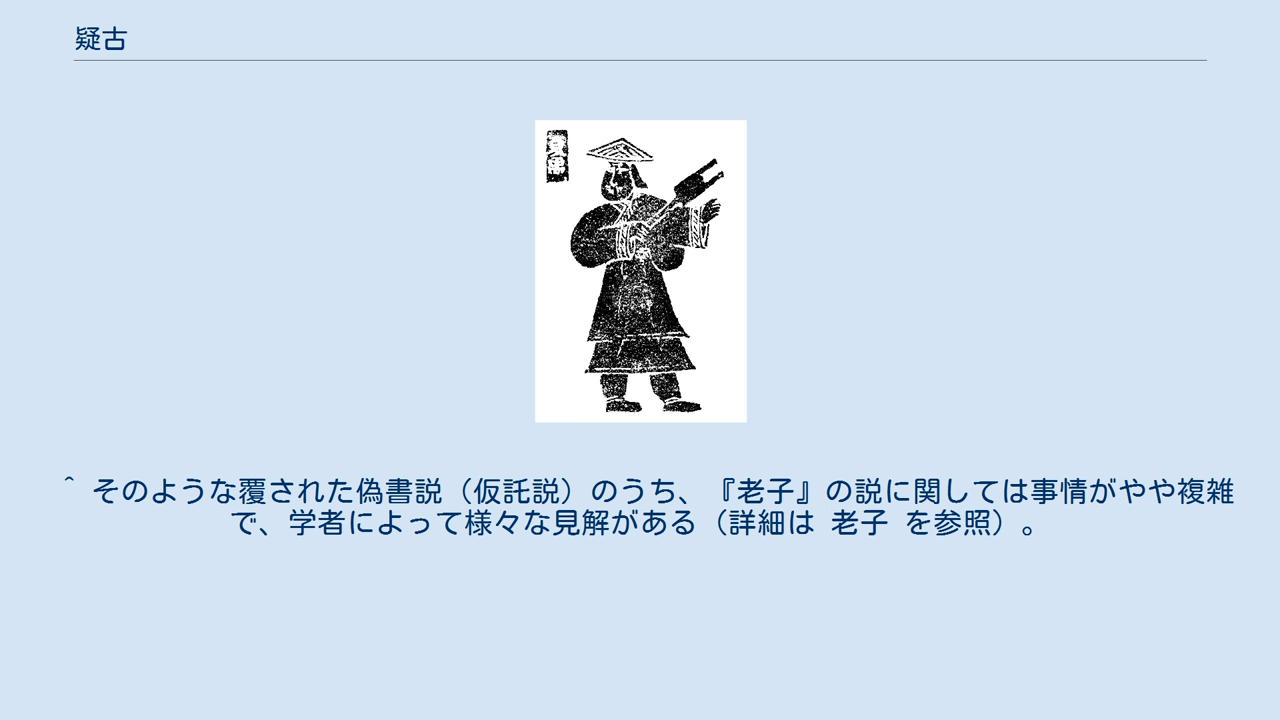 疑古
^ そのような覆された偽書説（仮託説）のうち、『老子』の説に関しては事情がやや複雑
で、学者によって様々な見解がある（詳細は 老子 を参照）。